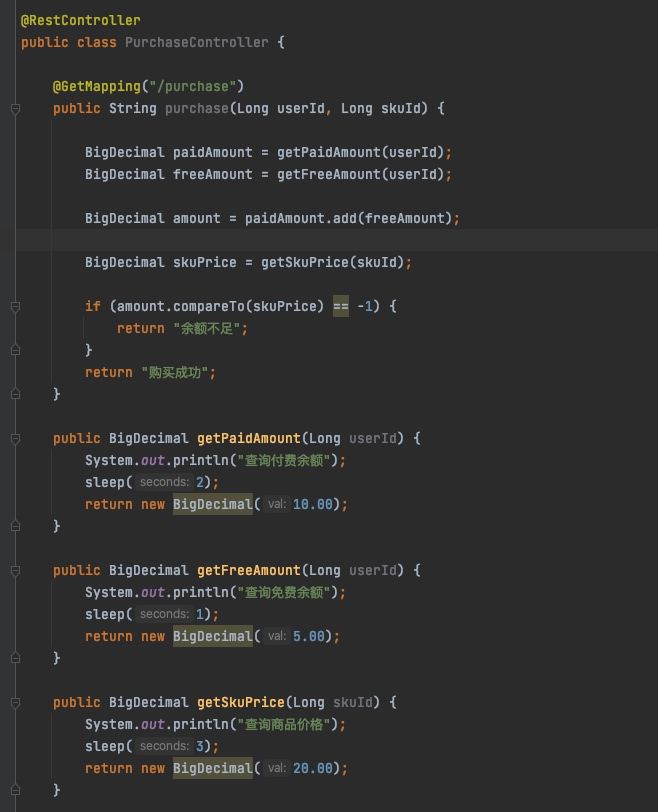 @RestController
public class PurchaseController {
@GetMapping("/purchase")
public String purchase(Long userId, Long skuId) {
BigDecimal paidAmount = getPaidAmount(userId);
BigDecimal freeAmount = getFreeAmount(userId);
BigDecimal amount = paidAmount.add(freeAmount);
BigDecimal skuPrice = getSkuPrice(skuId);
if (amount.compareTo(skuPrice) == -1) {
return "余额不足";
}
return "购买成功";
}
public BigDecimal getPaidAmount(Long userId) {
System.out.println("查询付费余额");
sleep( seconds: 2);
return new BigDecimal( val: 10.00);
}
public BigDecimal getFreeAmount(Long userId) {
System.out.println("查询免费余额");
sleep( seconds: 1);
return new BigDecimal( val: 5.00);
}
public BigDecimal getSkuPrice(Long skuId) {
System.out.println("查询商品价格");
sleep( seconds: 3);
return new BigDecimal( val: 20.00);
}